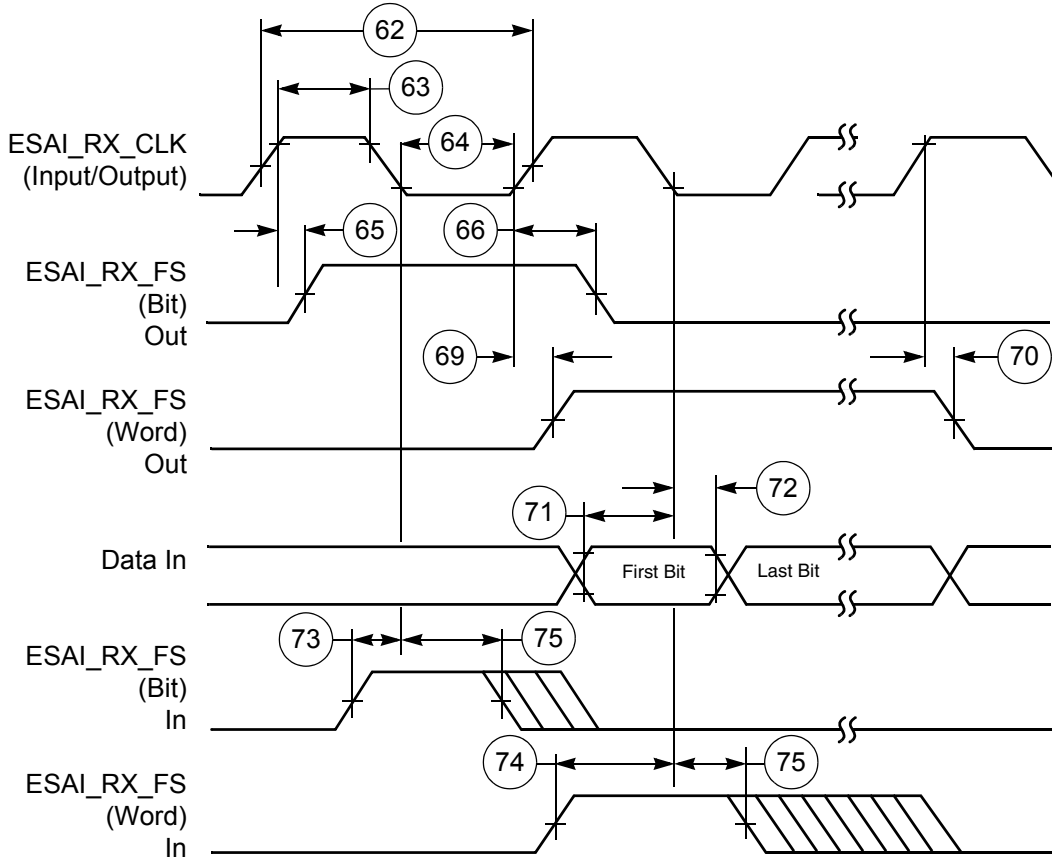 62
63
64
ESAI_RX_CLK
(Input/Output)
65
66
ESAI_RX_FS
(Bit)
Out
69
70
ESAI_RX_FS
(Word)
Out
71
72
Data In
First Bit
Last Bit
73
75
ESAI_RX_FS
(Bit)
In
74
75
ESAI_RX_FS
(Word)
In